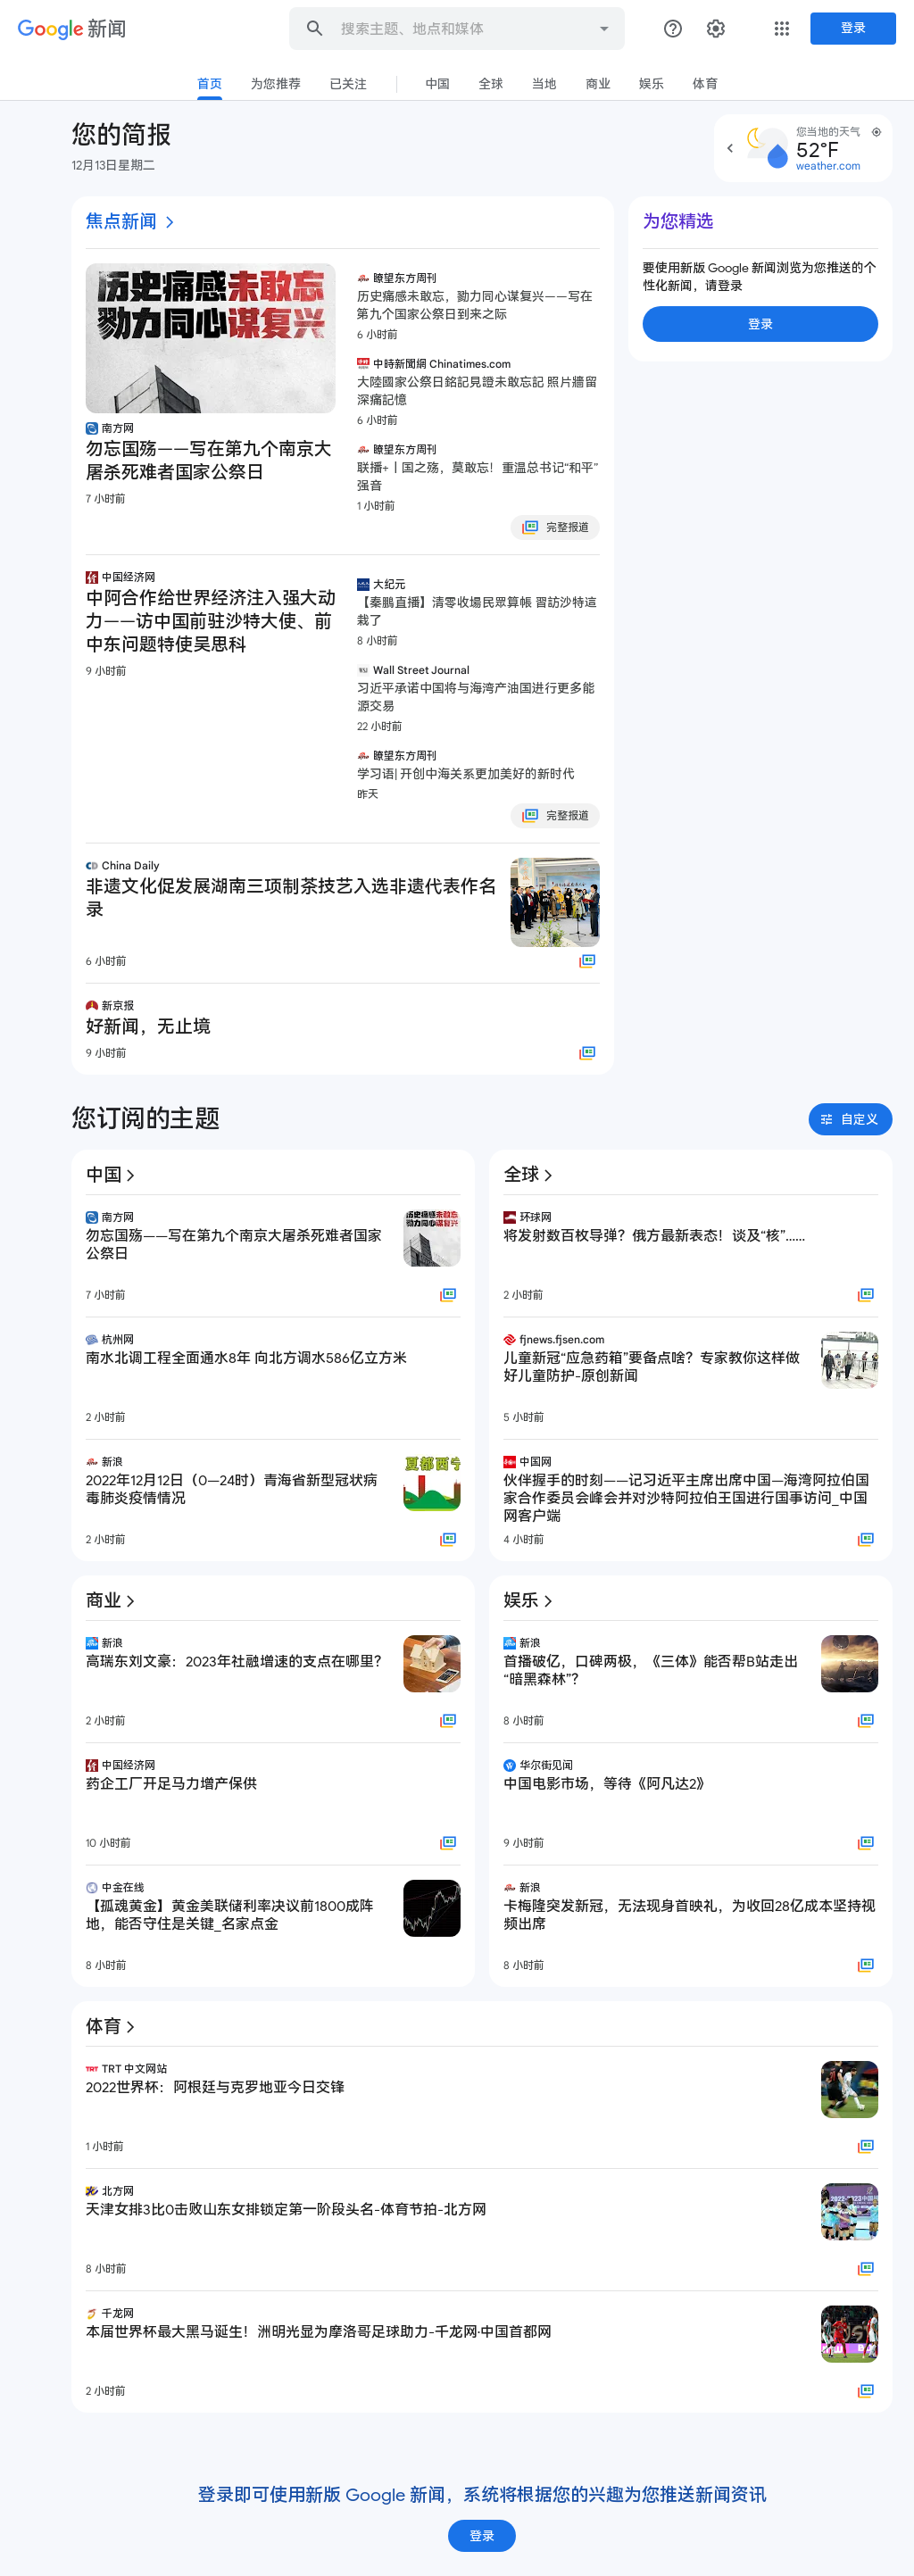 Google 新闻
搜索主题、地点和媒体
登录
首页 为您推荐 已关注 中国 全球 当地 商业 娱乐 体育
您的简报
12月13日星期二
您当地的天气
52°F
weather.com
焦点新闻
历史痛感未敢忘
勠力同心谋复兴
南方网
勿忘国殇——写在第九个南京大
屠杀死难者国家公祭日
7 小时前
瞭望东方周刊
历史痛感未敢忘，勠力同心谋复兴——写在
第九个国家公祭日到来之际
6 小时前
中時新聞網 Chinatimes.com
大陸國家公祭日銘記見證未敢忘記 照片牆留
深痛記憶
6 小时前
瞭望东方周刊
联播+丨国之殇，莫敢忘！重温总书记“和平”
强音
1 小时前
完整报道
为您精选
要使用新版 Google 新闻浏览为您推送的个
性化新闻，请登录
登录
中国经济网
中阿合作给世界经济注入强大动
力——访中国前驻沙特大使、前
中东问题特使吴思科
9 小时前
大纪元
【秦鹏直播】清零收場民眾算帳 習訪沙特這
栽了
8 小时前
Wall Street Journal
习近平承诺中国将与海湾产油国进行更多能
源交易
22 小时前
瞭望东方周刊
学习语| 开创中海关系更加美好的新时代
昨天
完整报道
China Daily
非遗文化促发展湖南三项制茶技艺入选非遗代表作名
录
6 小时前
新京报
好新闻，无止境
9 小时前
您订阅的主题
自定义
中国
南方网
勿忘国殇——写在第九个南京大屠杀死难者国家
公祭日
历史痛感未敢忘
勠力同心谋复兴
7 小时前
杭州网
南水北调工程全面通水8年 向北方调水586亿立方米
2 小时前
新浪
2022年12月12日（0—24时）青海省新型冠状病
毒肺炎疫情情况
夏都西宁
2 小时前
全球
环球网
将发射数百枚导弹？俄方最新表态！谈及“核”……
2 小时前
fjnews.fjsen.com
儿童新冠“应急药箱”要备点啥？专家教你这样做
好儿童防护-原创新闻
5 小时前
中国网
伙伴握手的时刻——记习近平主席出席中国—海湾阿拉伯国
家合作委员会峰会并对沙特阿拉伯王国进行国事访问_中国
网客户端
4 小时前
商业
新浪
高瑞东刘文豪：2023年社融增速的支点在哪里？
2 小时前
中国经济网
药企工厂开足马力增产保供
10 小时前
中金在线
【孤魂黄金】黄金美联储利率决议前1800成阵
地，能否守住是关键_名家点金
8 小时前
娱乐
新浪
首播破亿，口碑两极，《三体》能否帮B站走出
“暗黑森林”？
8 小时前
华尔街见闻
中国电影市场，等待《阿凡达2》
9 小时前
新浪
卡梅隆突发新冠，无法现身首映礼，为收回28亿成本坚持视
频出席
8 小时前
体育
TRT 中文网站
2022世界杯：阿根廷与克罗地亚今日交锋
1 小时前
北方网
天津女排3比0击败山东女排锁定第一阶段头名-体育节拍-北方网
8 小时前
千龙网
本届世界杯最大黑马诞生！洲明光显为摩洛哥足球助力-千龙网·中国首都网
2 小时前
登录即可使用新版 Google 新闻，系统将根据您的兴趣为您推送新闻资讯
登录